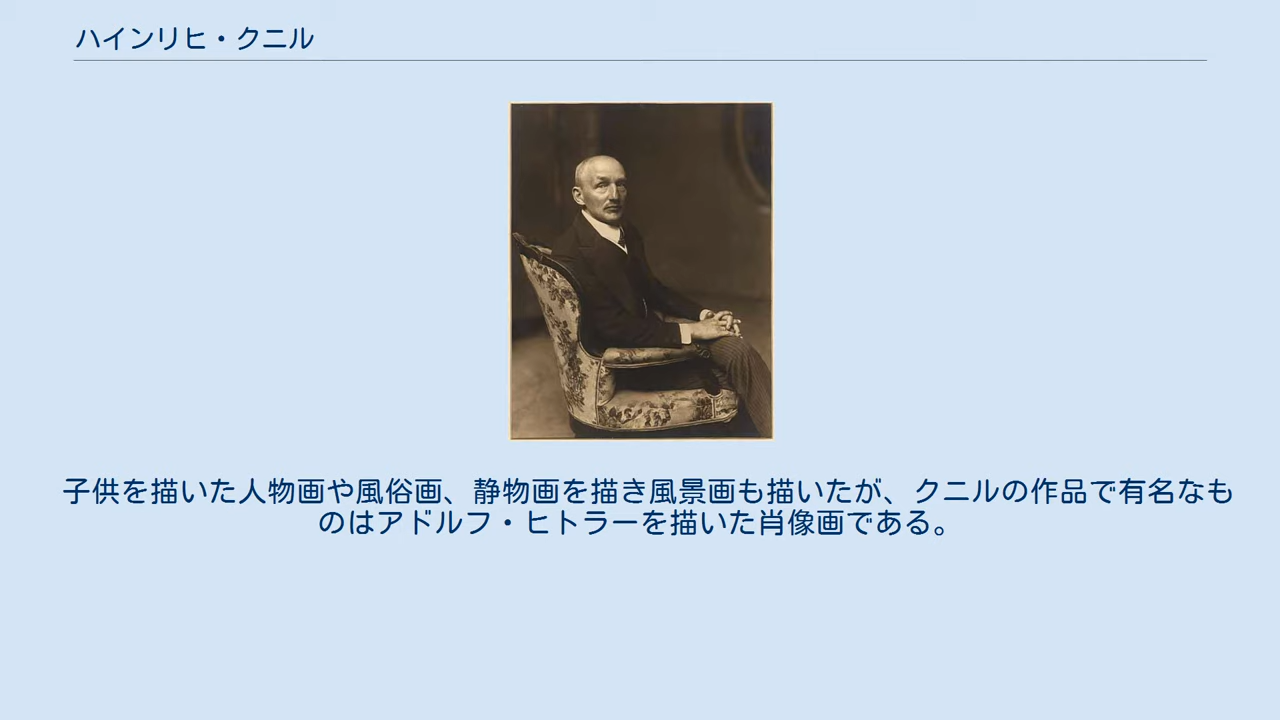 ハインリヒ・クニル
子供を描いた人物画や風俗画、静物画を描き風景画も描いたが、クニルの作品で有名なも
のはアドルフ・ヒトラーを描いた肖像画である。